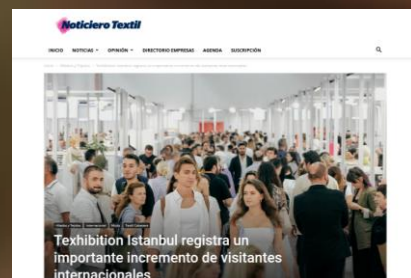 Noticiero Textil
INICIO NOTICIAS OPINIÓN DIRECTORIO EMPRESAS AGENDA SUSCRIPCIÓN
Texhibition Istanbul registra un
importante incremento de visitantes
internacionales